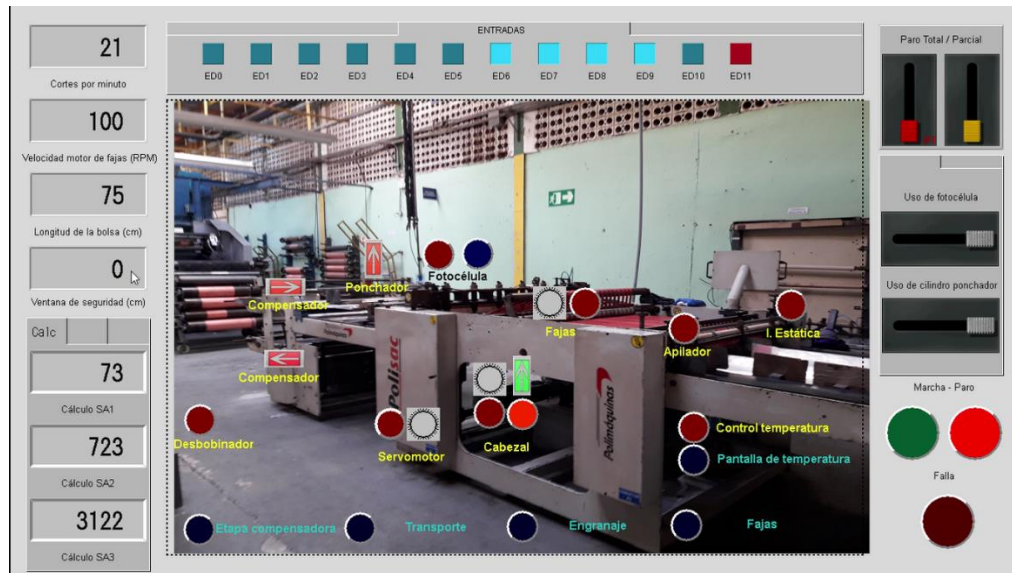 ENTRADAS
ED0 ED1 ED2 ED3 ED4 ED5 ED6 ED7 ED8 ED9 ED10 ED11
21
Cortes por minuto
100
Velocidad motor de fajas (RPM)
75
Longitud de la bolsa (cm)
0
Ventana de seguridad (cm)
Calc
73
Cálculo SA1
723
Cálculo SA2
3122
Cálculo SA3
Fotocélula
Ponchador
Compensador
Fajas
I. Estática
Apilador
Compensador
Polisac
Polimáquinas
Desbobinador
Servomotor
Cabezal
Control temperatura
Pantalla de temperatura
Etapa compensadora
Transporte
Engranaje
Fajas
Paro Total / Parcial
Uso de fotocélula
Uso de cilindro ponchador
Marcha - Paro
Falla